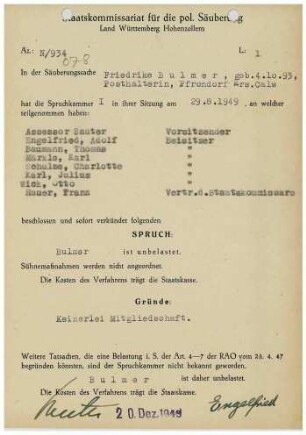 Staatskommissariat für die pol. Säuberung
Land Württemberg Hohenzollern
Az.: N/934 L: 1
078
In der Säuberungssache Friedrike Bulmer, geb.4.10.93,
Posthalterin, Pfrondorf Krs.Calw
hat die Spruchkammer I in ihrer Sitzung am 29.8.1949, an welcher
teilgenommen haben:
Assessor Sauter Vorsitzender
Engelfried, Adolf Beisitzer
Baumann, Thomas "
Märkle, Karl "
Schulze, Charlotte "
Karl, Julius "
Wick, Otto "
Hauer, Franz Vertr.d.Staatskommissars
beschlossen und sofort verkündet folgenden
SPRUCH:
Bulmer
ist unbelastet.
Sühnemaßnahmen werden nicht angeordnet.
Die Kosten des Verfahrens trägt die Staatskasse.
Gründe:
Keinerlei Mitgliedschaft.
Weitere Tatsachen, die eine Belastung i. S. der Art. 4—7 der RAO vom 26. 4. 47
begründen könnten, sind der Spruchkammer nicht bekannt geworden.
Bulmer ist daher unbelastet.
Die Kosten des Verfahrens trägt die Staatskasse.
20. Dez. 1949 Engelfried